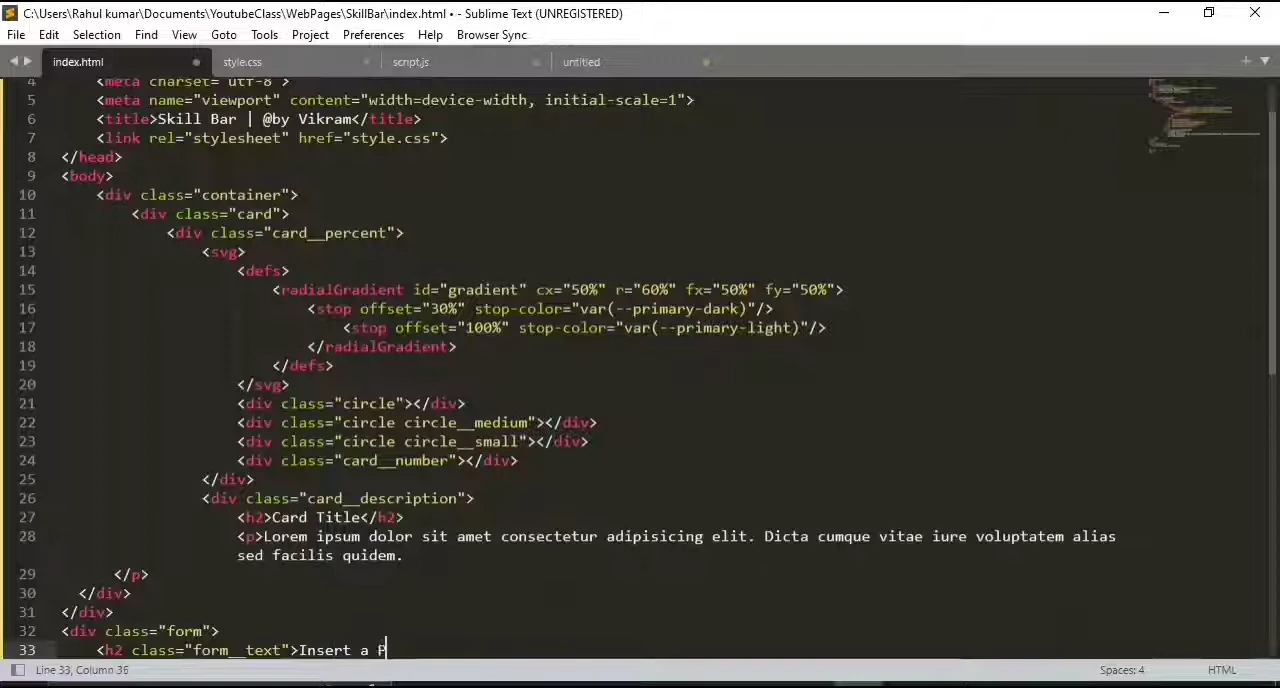 C:\Users\Rahul kumar\Documents\YoutubeClass\WebPages\SkillBar\index.html • - Sublime Text (UNREGISTERED)
File Edit Selection Find View Goto Tools Project Preferences Help Browser Sync
index.html style.css script.js untitled
4 <meta charset="utf-8">
5 <meta name="viewport" content="width=device-width, initial-scale=1">
6 <title>Skill Bar | @by Vikram</title>
7 <link rel="stylesheet" href="style.css">
8 </head>
9 <body>
10 <div class="container">
11 <div class="card">
12 <div class="card__percent">
13 <svg>
14 <defs>
15 <radialGradient id="gradient" cx="50%" r="60%" fx="50%" fy="50%">
16 <stop offset="30%" stop-color="var(--primary-dark)"/>
17 <stop offset="100%" stop-color="var(--primary-light)"/>
18 </radialGradient>
19 </defs>
20 </svg>
21 <div class="circle"></div>
22 <div class="circle circle__medium"></div>
23 <div class="circle circle__small"></div>
24 <div class="card__number"></div>
25 </div>
26 <div class="card__description">
27 <h2>Card Title</h2>
28 <p>Lorem ipsum dolor sit amet consectetur adipisicing elit. Dicta cumque vitae iure voluptatem alias
sed facilis quidem.
29 </p>
30 </div>
31 </div>
32 <div class="form">
33 <h2 class="form__text">Insert a P
Line 33, Column 36 Spaces: 4 HTML